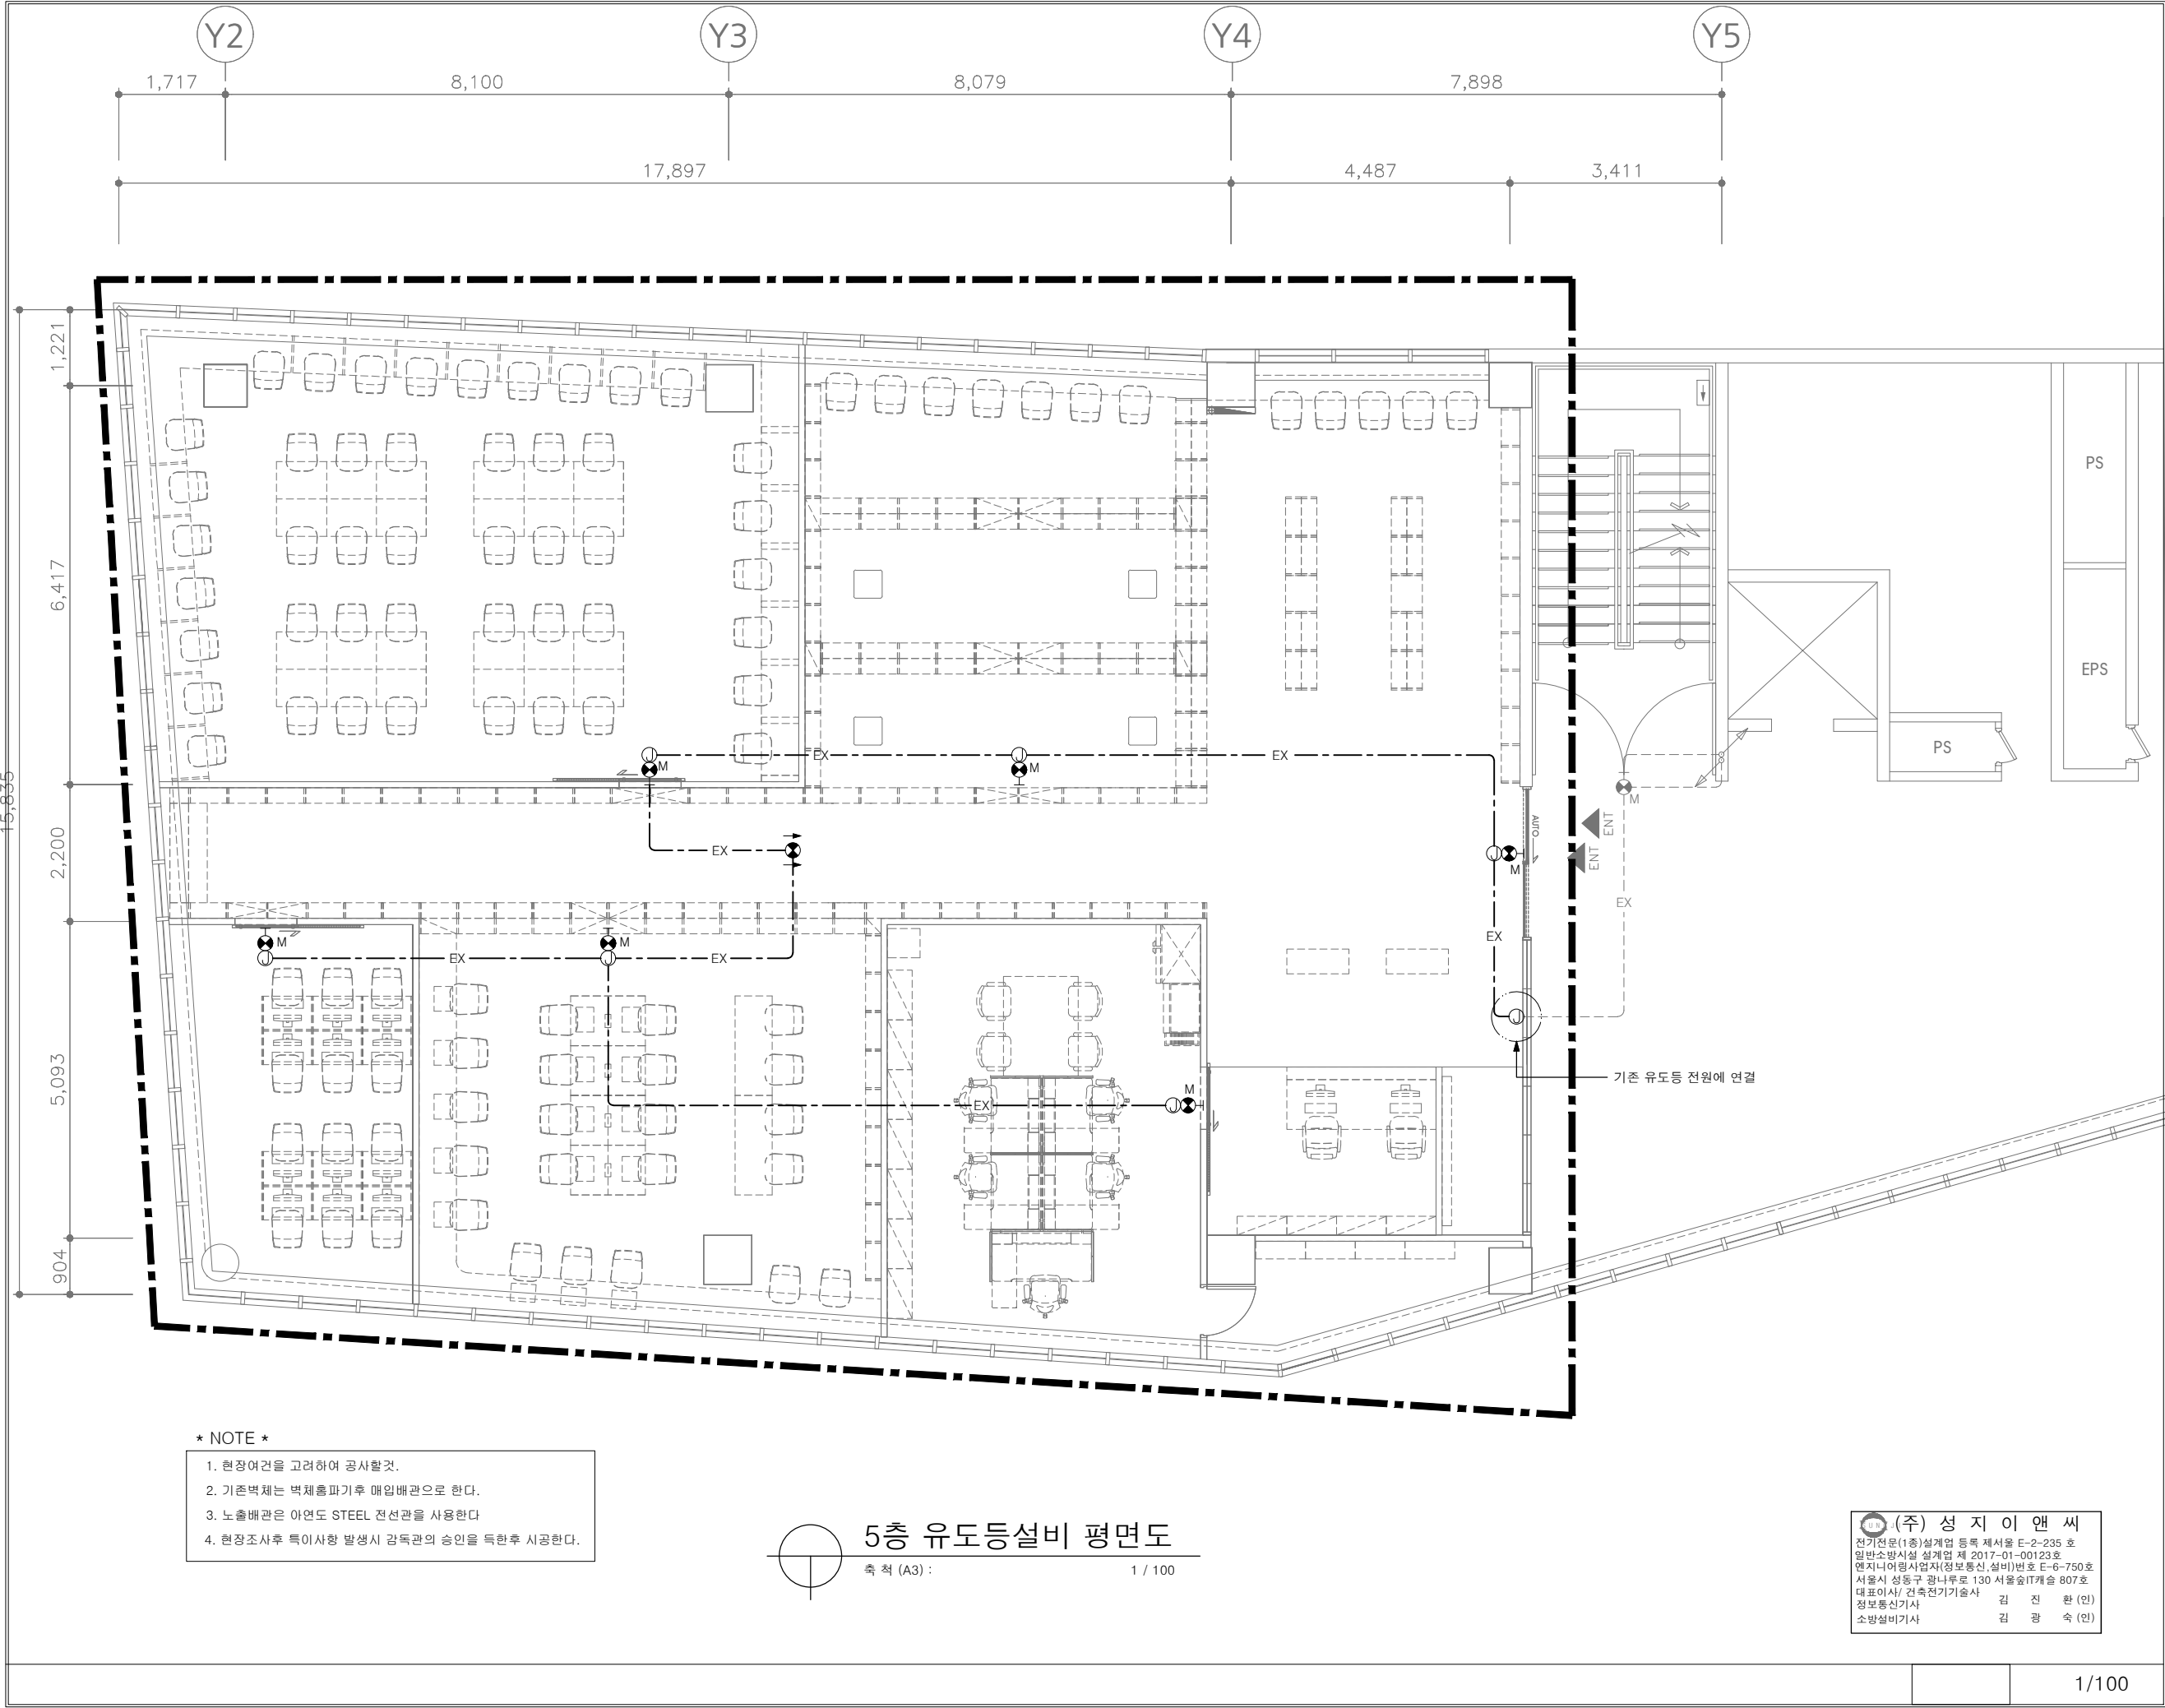 Y2
Y3
Y4
Y5
1,717
8,100
8,079
7,898
17,897
4,487
3,411
1,221
6,417
15,835
2,200
5,093
904
PS
EPS
PS
J
M
EX
J
M
EX
EX
M
AUTO
ENT
ENT
J
M
EX
EX
M
J
EX
M
J
EX
EX
J
기존 유도등 전원에 연결
EX
J
M
* NOTE *
1. 현장여건을 고려하여 공사할것.
2. 기존벽체는 벽체홈파기후 매입배관으로 한다.
3. 노출배관은 아연도 STEEL 전선관을 사용한다
4. 현장조사후 특이사항 발생시 감독관의 승인을 득한후 시공한다.
5층 유도등설비 평면도
축 척 (A3) : 1 / 100
(주) 성 지 이 앤 씨
전기전문(1종)설계업 등록 제서울 E-2-235 호
일반소방시설 설계업 제 2017-01-00123호
엔지니어링사업자(정보통신,설비)번호 E-6-750호
서울시 성동구 광나루로 130 서울숲IT캐슬 807호
대표이사/ 건축전기기술사
정보통신기사 김 진 환 (인)
소방설비기사 김 광 숙 (인)
1/100